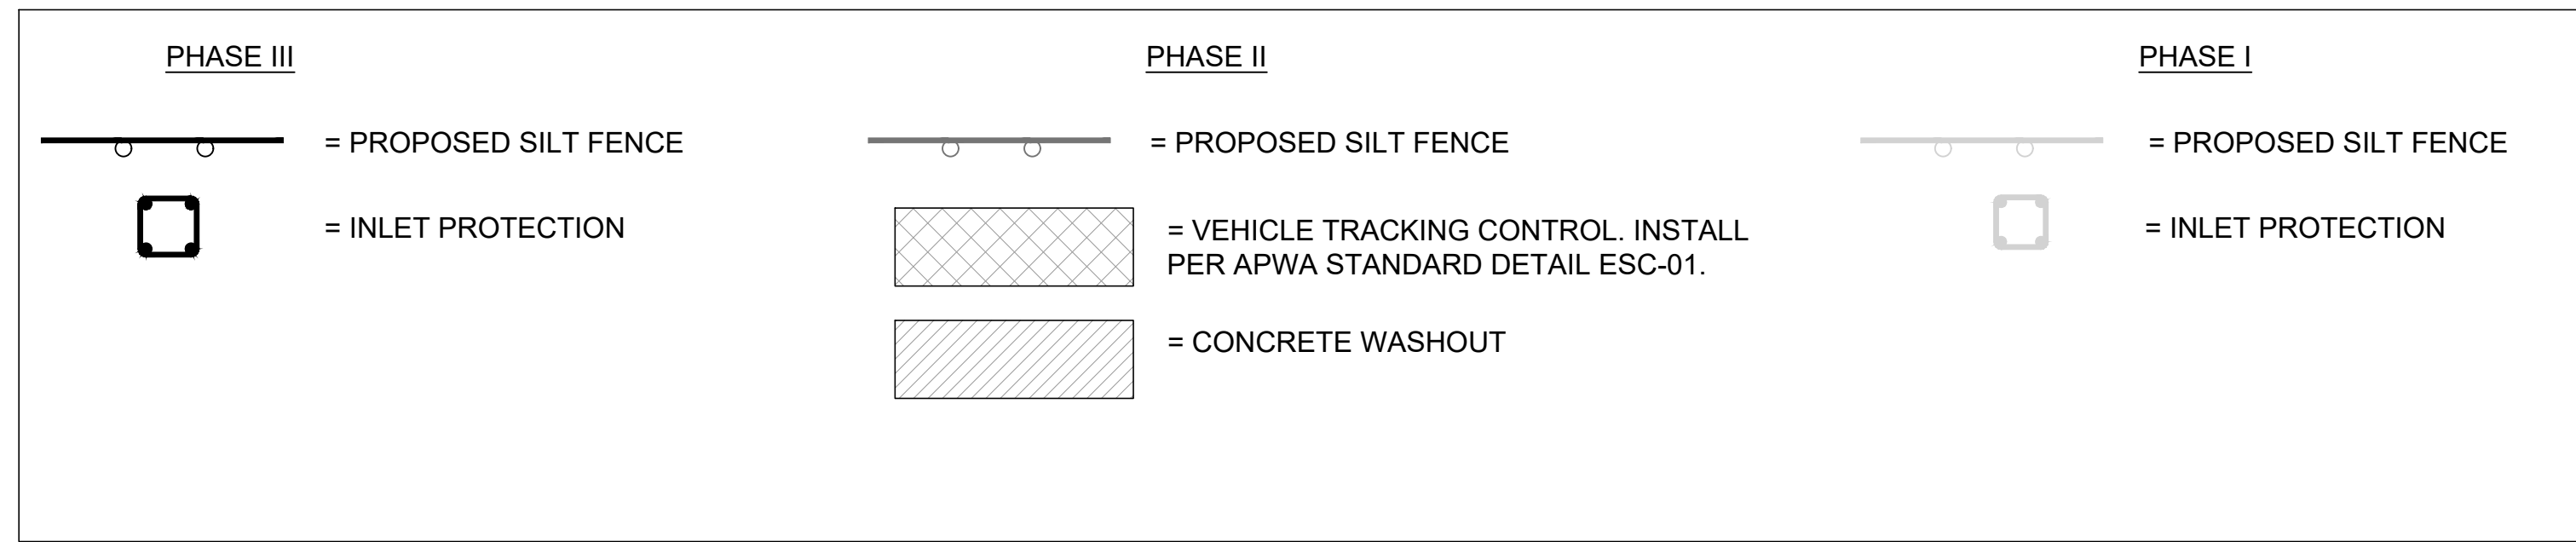 PHASE III
= PROPOSED SILT FENCE
= INLET PROTECTION
PHASE II
= PROPOSED SILT FENCE
= VEHICLE TRACKING CONTROL. INSTALL
PER APWA STANDARD DETAIL ESC-01.
= CONCRETE WASHOUT
PHASE I
= PROPOSED SILT FENCE
= INLET PROTECTION